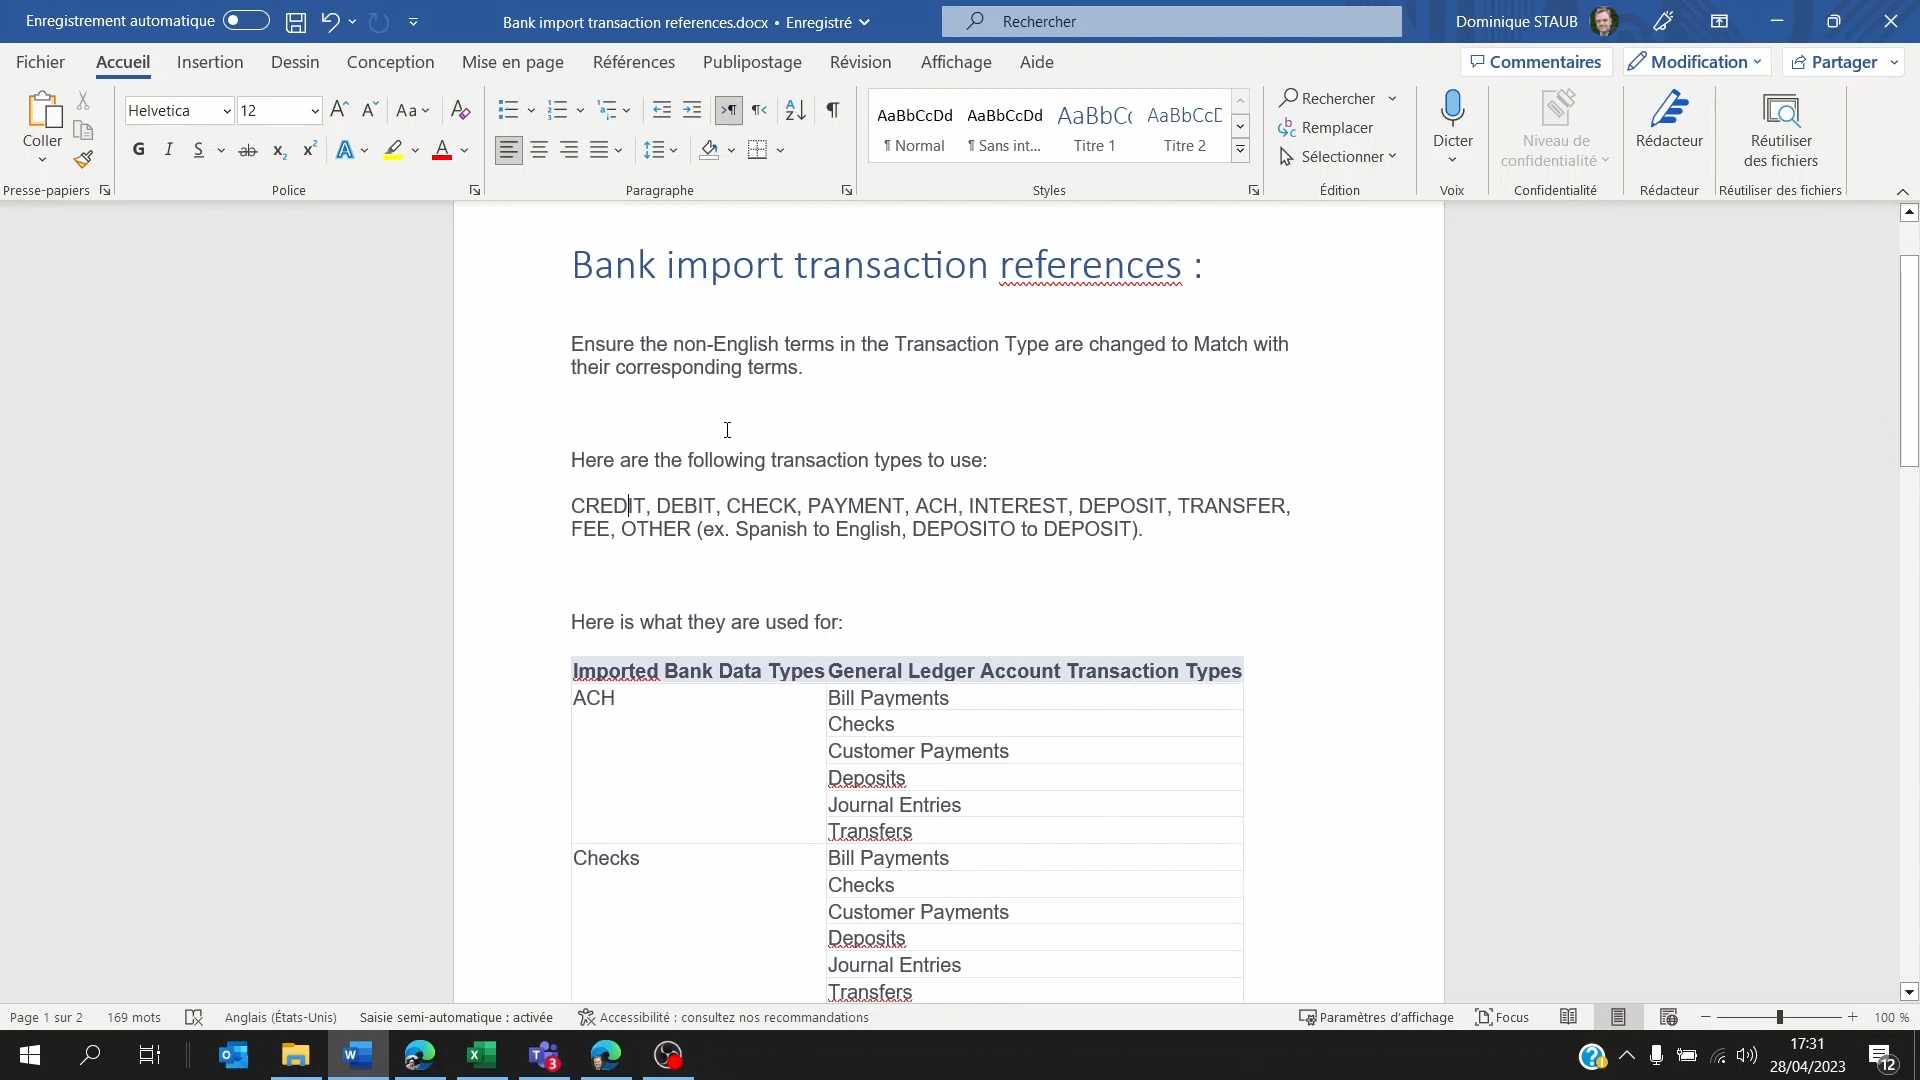 Enregistrement automatique
Bank import transaction references.docx • Enregistré
Rechercher
Dominique STAUB
Fichier Accueil Insertion Dessin Conception Mise en page Références Publipostage Révision Affichage Aide
Commentaires Modification Partager
Coller
Presse-papiers
Helvetica 12
Police
Paragraphe
AaBbCcDd AaBbCcDd AaBbCc AaBbCcD
¶ Normal ¶ Sans int... Titre 1 Titre 2
Styles
Rechercher
Remplacer
Sélectionner
Édition
Dicter
Voix
Niveau de
confidentialité
Confidentialité
Rédacteur
Rédacteur
Réutiliser
des fichiers
Réutiliser des fichiers
Bank import transaction references :
Ensure the non-English terms in the Transaction Type are changed to Match with
their corresponding terms.
Here are the following transaction types to use:
CREDIT, DEBIT, CHECK, PAYMENT, ACH, INTEREST, DEPOSIT, TRANSFER,
FEE, OTHER (ex. Spanish to English, DEPOSITO to DEPOSIT).
Here is what they are used for:
Imported Bank Data Types General Ledger Account Transaction Types
ACH Bill Payments
Checks
Customer Payments
Deposits
Journal Entries
Transfers
Checks Bill Payments
Checks
Customer Payments
Deposits
Journal Entries
Transfers
Page 1 sur 2 169 mots Anglais (États-Unis) Saisie semi-automatique : activée Accessibilité : consultez nos recommandations Paramètres d'affichage Focus 100 %
17:31
28/04/2023
12
3